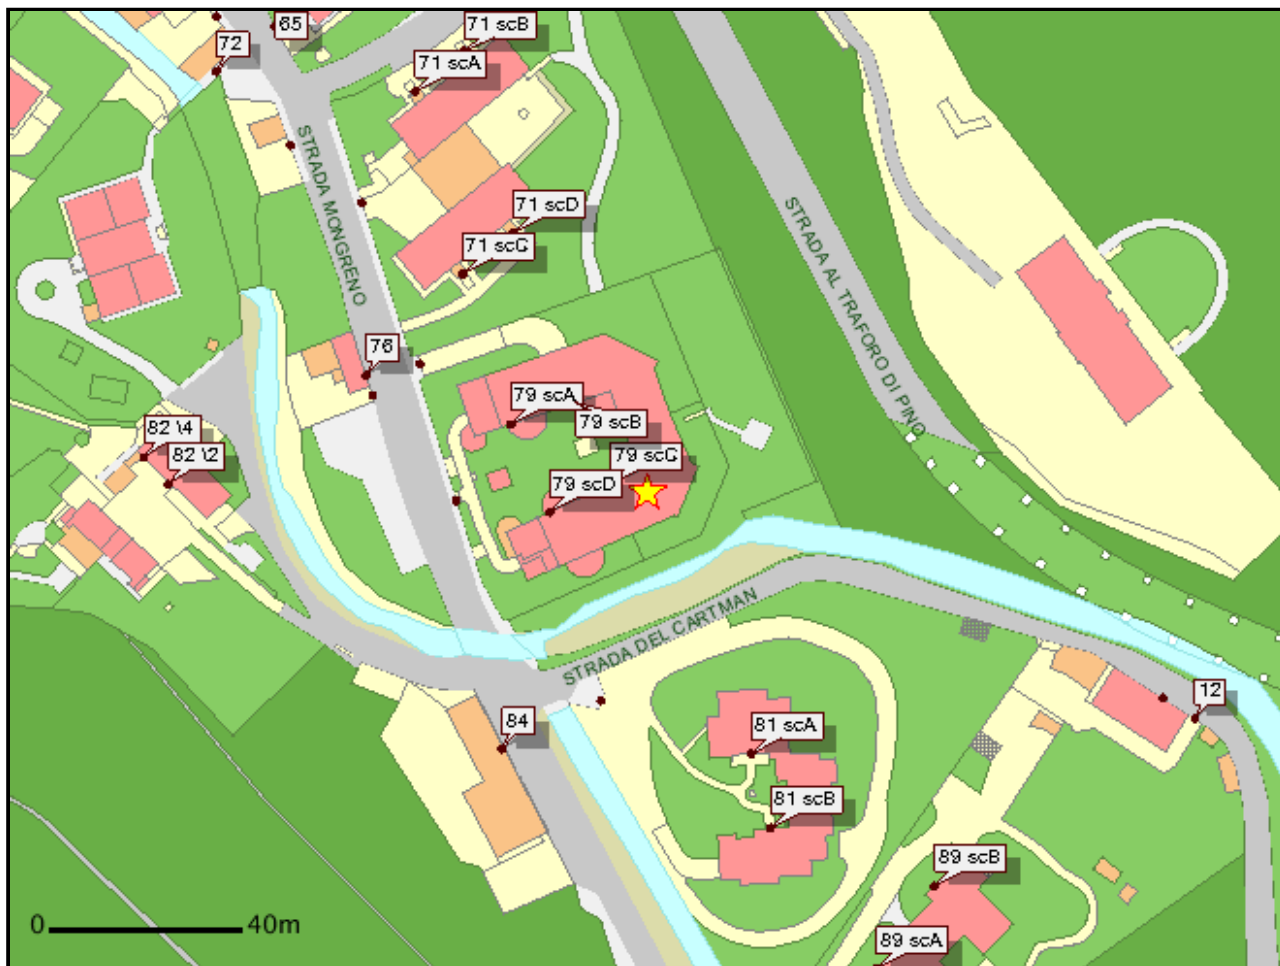 65
71 scB
72
71 scA
STRADA MONGRENO
71 scD
STRADA AL TRAFORO DI PINO
71 scC
76
79 scA
79 scB
82 \4
82 \2
79 scC
79 scD
STRADA DEL CARTMAN
12
84
81 scA
81 scB
89 scB
0 40m
89 scA